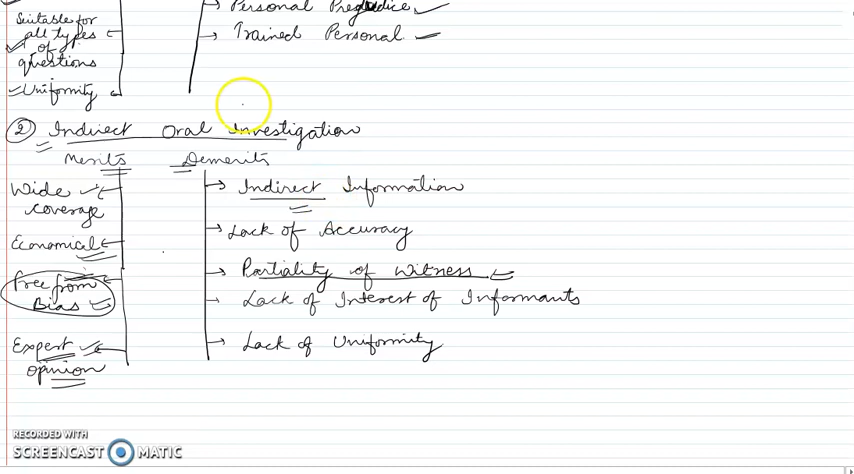 Personal Prejudice
Suitable for
all types
of
questions
Trained Personal
Uniformity
② Indirect Oral Investigation
Merits Demerits
Wide
coverage
Indirect Information
Economical
Lack of Accuracy
free from
Bias
Partiality of Witness
Lack of Interest of Informants
Expert
opinion
Lack of Uniformity
RECORDED WITH
SCREENCAST MATIC